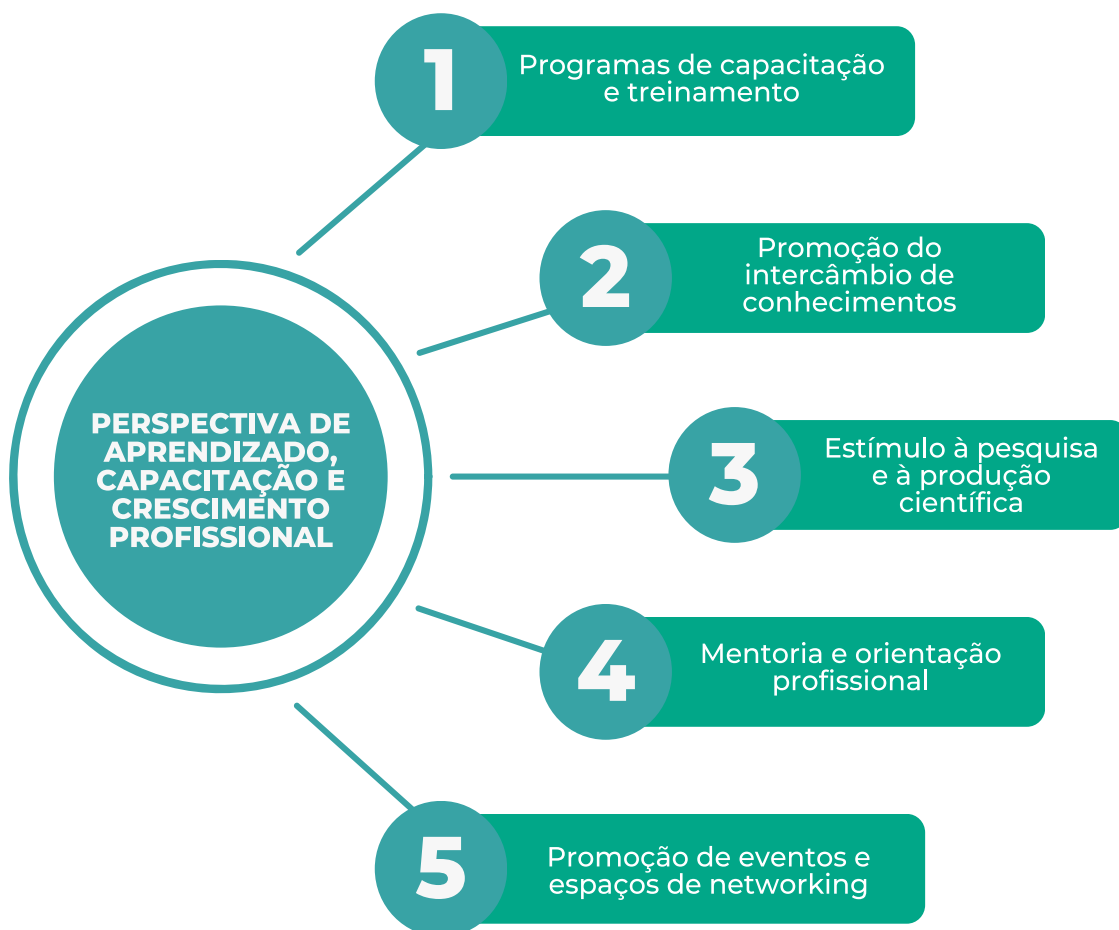 1
Programas de capacitação
e treinamento
2
Promoção do
intercâmbio de
conhecimentos
PERSPECTIVA DE
APRENDIZADO,
CAPACITAÇÃO E
CRESCIMENTO
PROFISSIONAL
3
Estímulo à pesquisa
e à produção
científica
4
Mentoria e orientação
profissional
5
Promoção de eventos e
espaços de networking